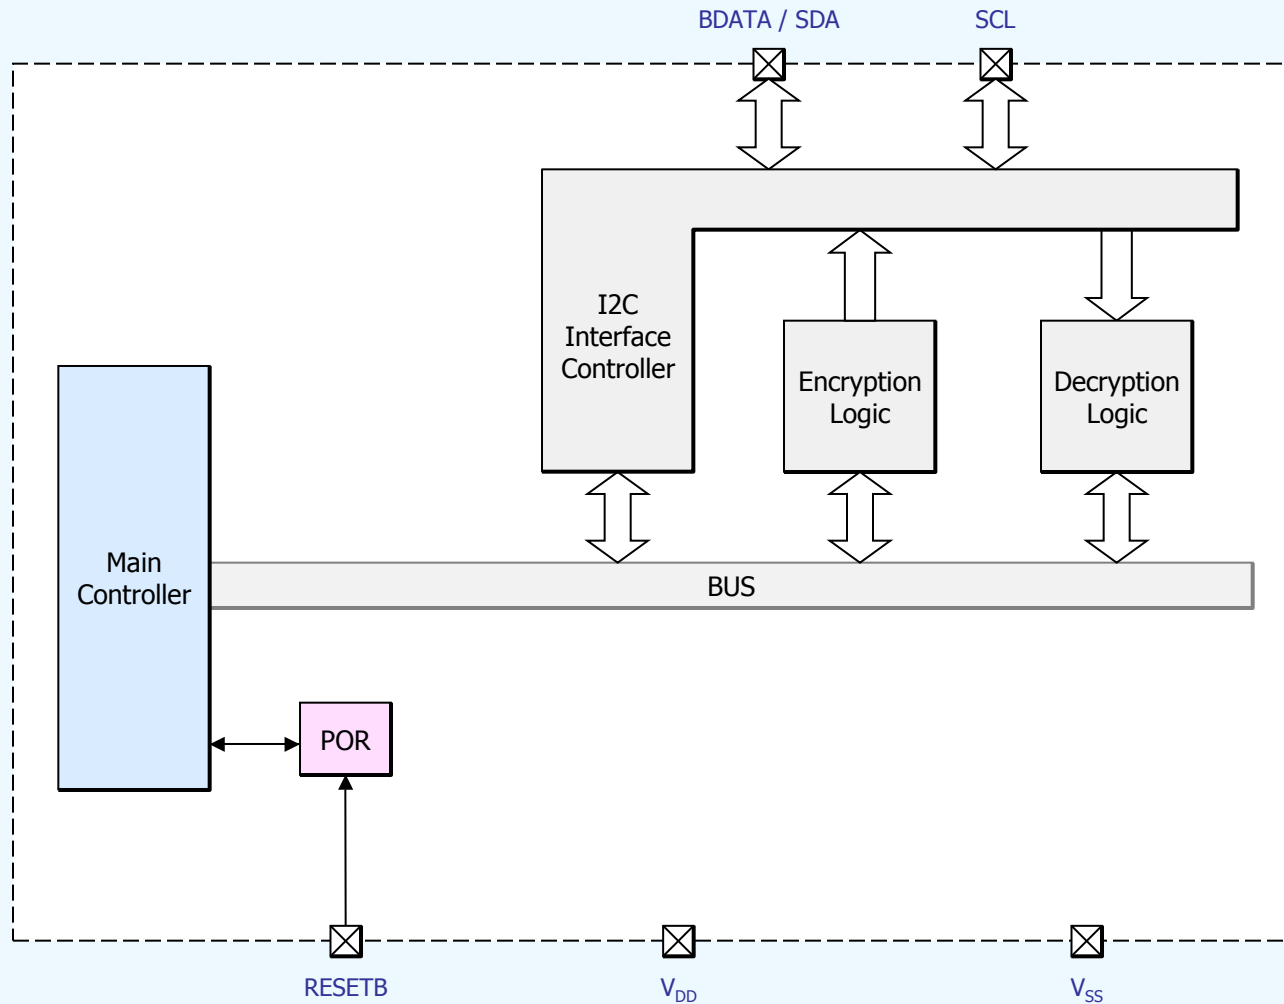 BDATA / SDA
SCL
I2C
Interface
Controller
Encryption
Logic
Decryption
Logic
Main
Controller
BUS
POR
RESETB
VDD
VSS